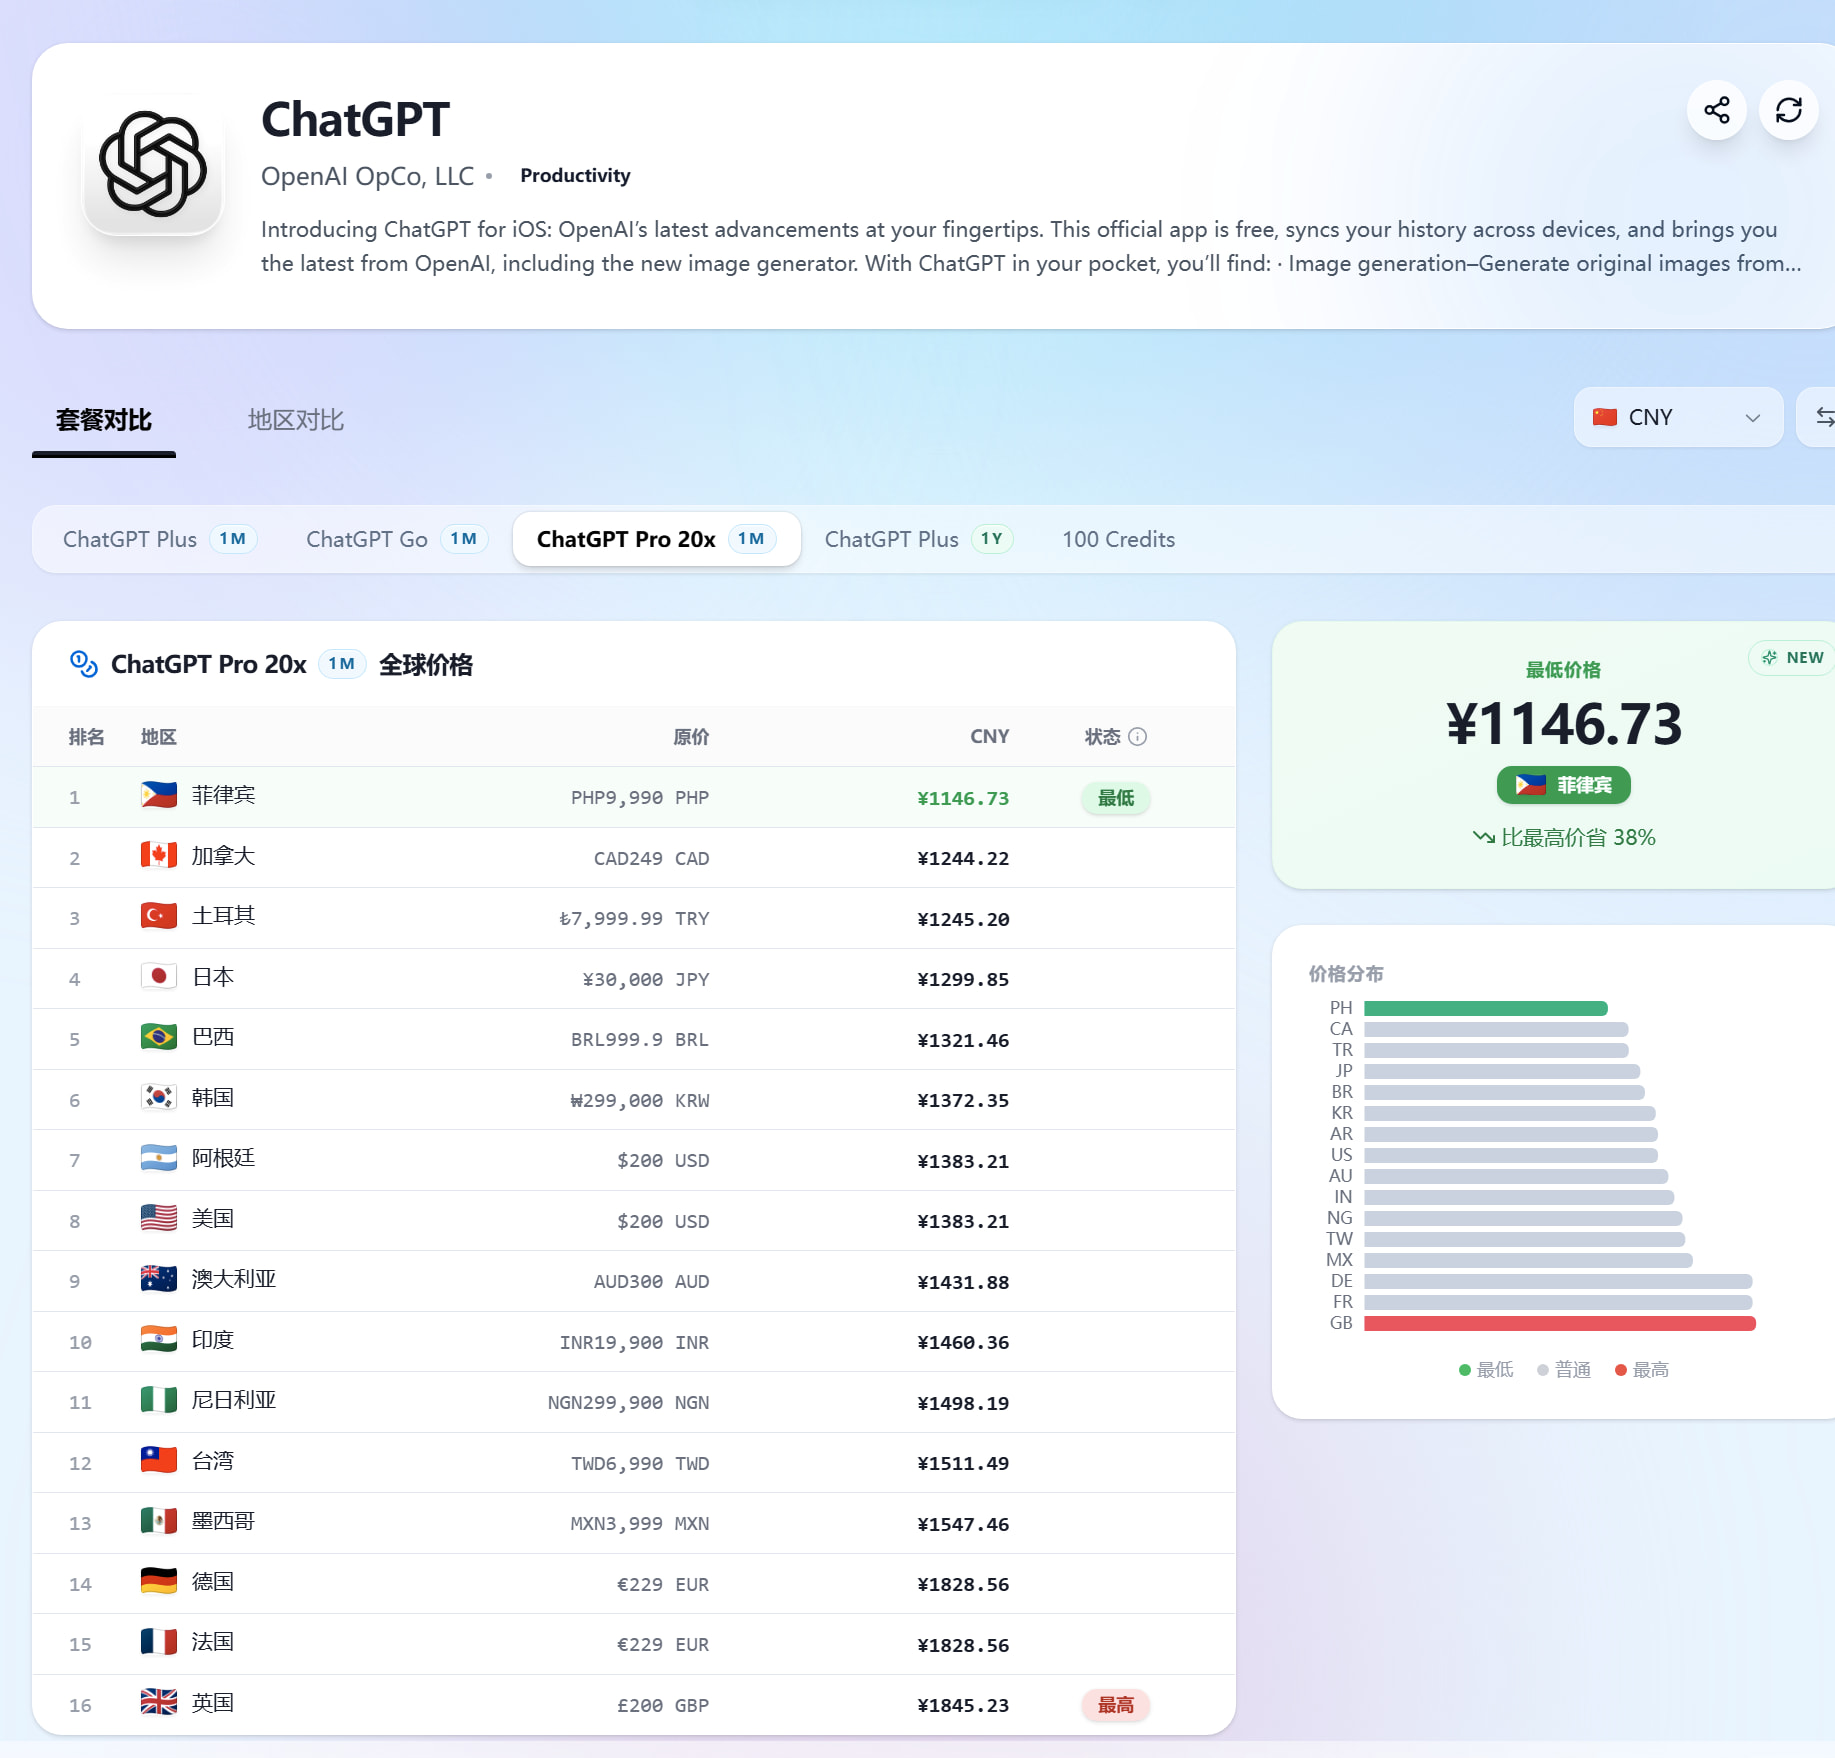 ChatGPT
OpenAI OpCo, LLC • Productivity
Introducing ChatGPT for iOS: OpenAI’s latest advancements at your fingertips. This official app is free, syncs your history across devices, and brings you
the latest from OpenAI, including the new image generator. With ChatGPT in your pocket, you’ll find: · Image generation–Generate original images from...
套餐对比 地区对比 CNY
ChatGPT Plus 1M ChatGPT Go 1M ChatGPT Pro 20x 1M ChatGPT Plus 1Y 100 Credits
ChatGPT Pro 20x 1M 全球价格
排名 地区 原价 CNY 状态
1 菲律宾 PHP9,990 PHP ¥1146.73 最低
2 加拿大 CAD249 CAD ¥1244.22
3 土耳其 ₺7,999.99 TRY ¥1245.20
4 日本 ¥30,000 JPY ¥1299.85
5 巴西 BRL999.9 BRL ¥1321.46
6 韩国 ₩299,000 KRW ¥1372.35
7 阿根廷 $200 USD ¥1383.21
8 美国 $200 USD ¥1383.21
9 澳大利亚 AUD300 AUD ¥1431.88
10 印度 INR19,900 INR ¥1460.36
11 尼日利亚 NGN299,900 NGN ¥1498.19
12 台湾 TWD6,990 TWD ¥1511.49
13 墨西哥 MXN3,999 MXN ¥1547.46
14 德国 €229 EUR ¥1828.56
15 法国 €229 EUR ¥1828.56
16 英国 £200 GBP ¥1845.23 最高
NEW
最低价格
¥1146.73
菲律宾
比最高价省 38%
价格分布
PH
CA
TR
JP
BR
KR
AR
US
AU
IN
NG
TW
MX
DE
FR
GB
最低 普通 最高